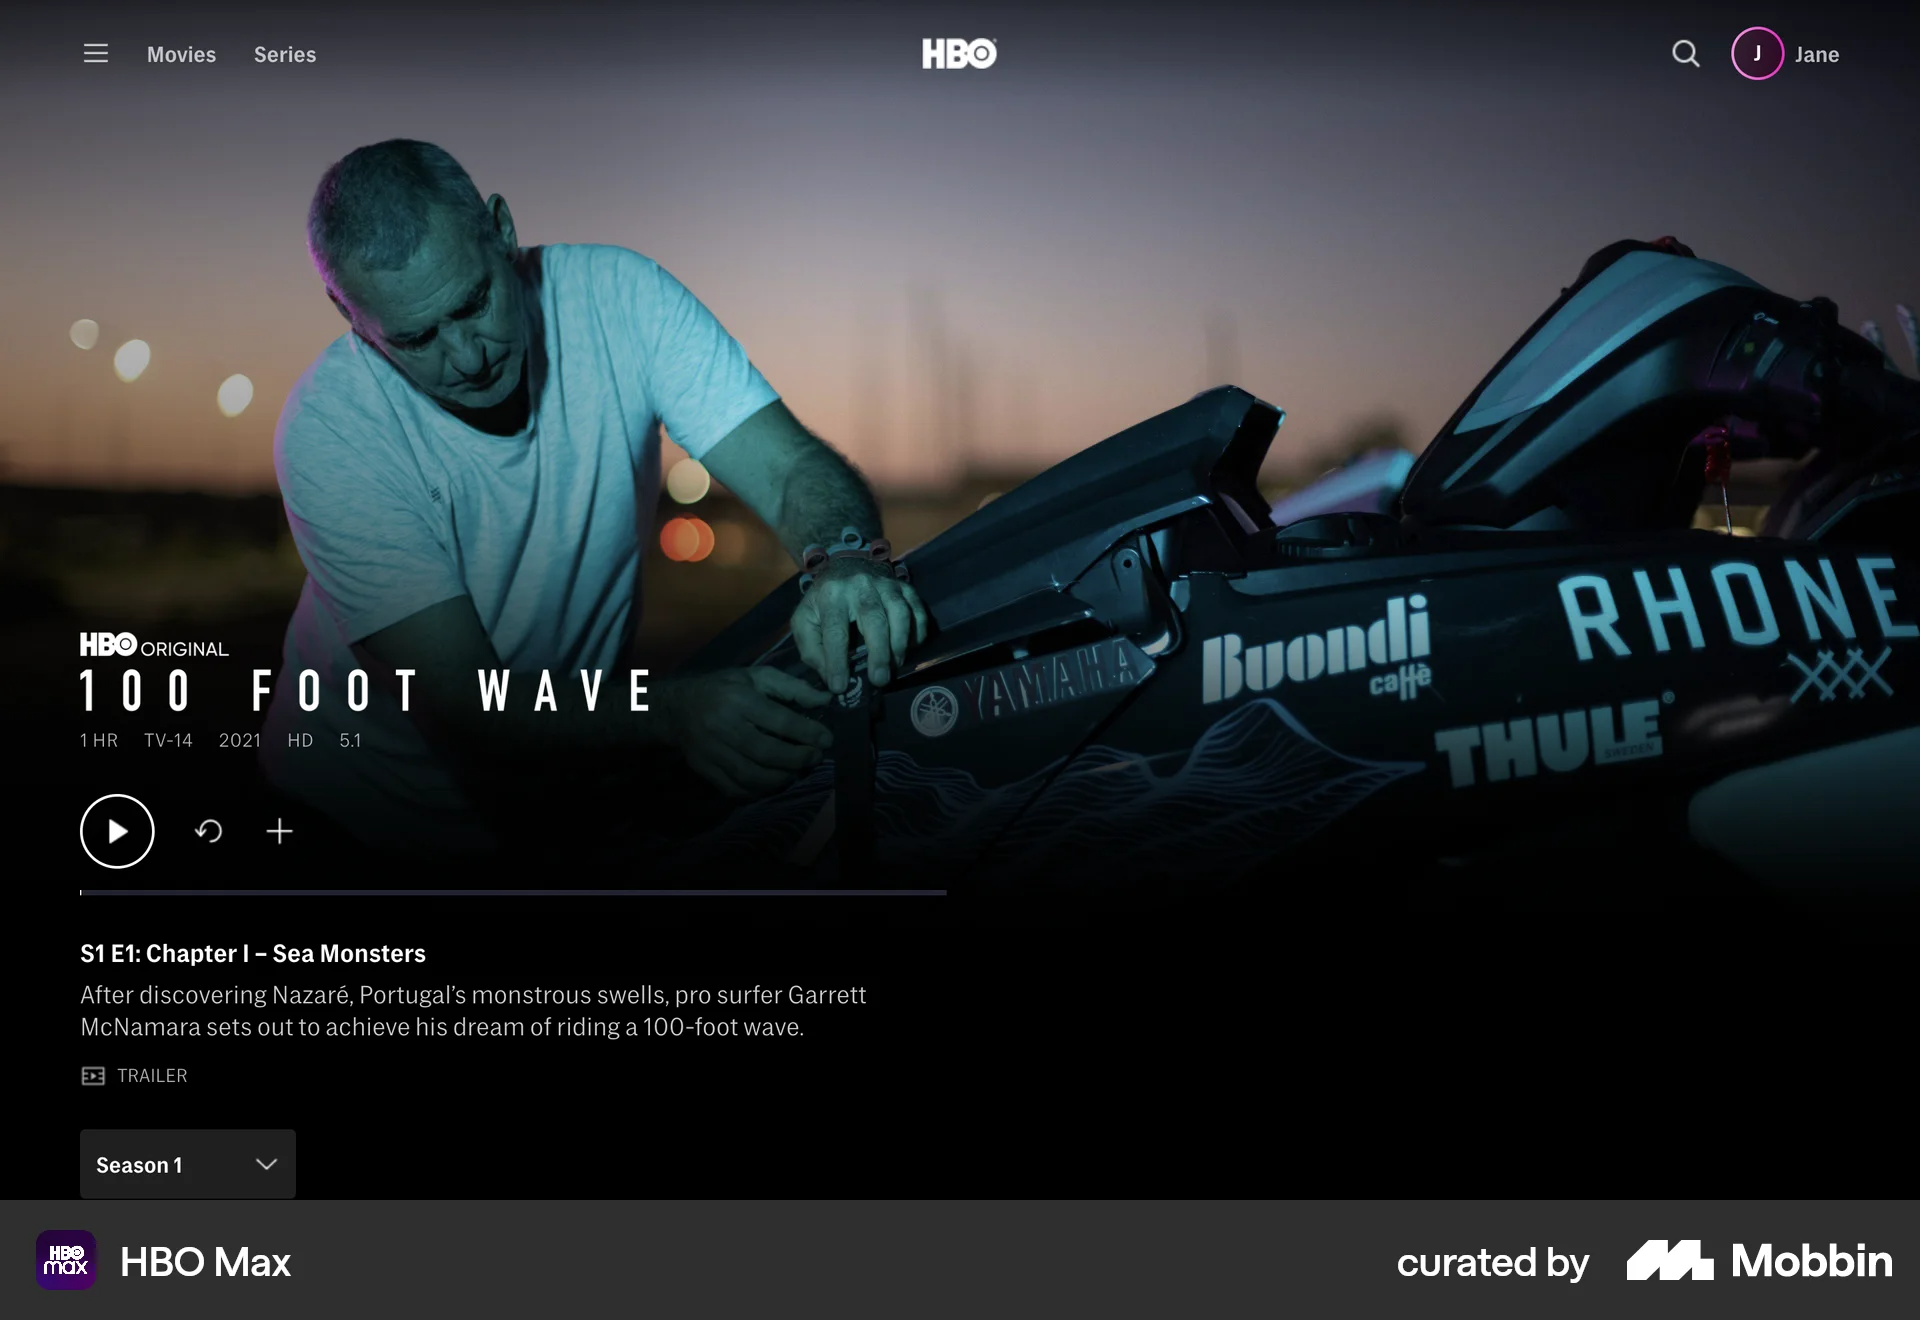 Movies Series HBO J Jane
HBO ORIGINAL
100 FOOT WAVE
1 HR TV-14 2021 HD 5.1
YAMAHA
Buondi
caffè
RHONE
THULE®
SWEDEN
S1 E1: Chapter I – Sea Monsters
After discovering Nazaré, Portugal’s monstrous swells, pro surfer Garrett
McNamara sets out to achieve his dream of riding a 100-foot wave.
TRAILER
Season 1
HBO
max
HBO Max
curated by Mobbin